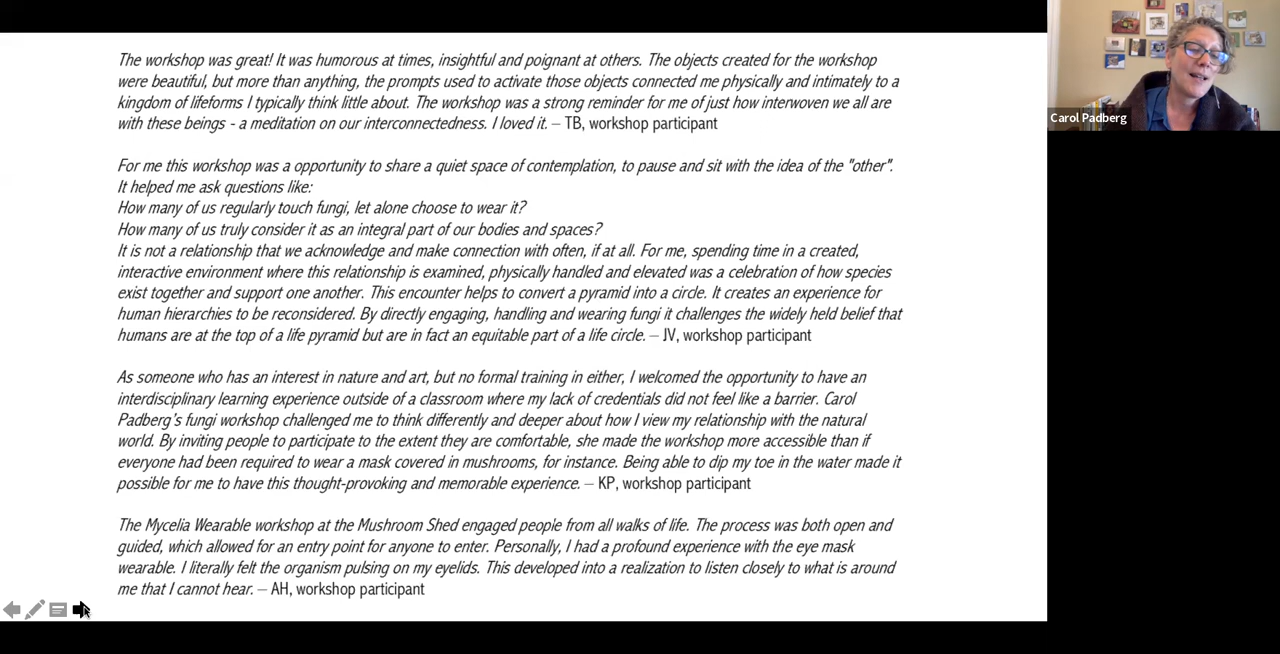 The workshop was great! It was humorous at times, insightful and poignant at others. The objects created for the workshop
were beautiful, but more than anything, the prompts used to activate those objects connected me physically and intimately to a
kingdom of lifeforms I typically think little about. The workshop was a strong reminder for me of just how interwoven we all are
with these beings - a meditation on our interconnectedness. I loved it. – TB, workshop participant
For me this workshop was a opportunity to share a quiet space of contemplation, to pause and sit with the idea of the "other".
It helped me ask questions like:
How many of us regularly touch fungi, let alone choose to wear it?
How many of us truly consider it as an integral part of our bodies and spaces?
It is not a relationship that we acknowledge and make connection with often, if at all. For me, spending time in a created,
interactive environment where this relationship is examined, physically handled and elevated was a celebration of how species
exist together and support one another. This encounter helps to convert a pyramid into a circle. It creates an experience for
human hierarchies to be reconsidered. By directly engaging, handling and wearing fungi it challenges the widely held belief that
humans are at the top of a life pyramid but are in fact an equitable part of a life circle. – JV, workshop participant
As someone who has an interest in nature and art, but no formal training in either, I welcomed the opportunity to have an
interdisciplinary learning experience outside of a classroom where my lack of credentials did not feel like a barrier. Carol
Padberg's fungi workshop challenged me to think differently and deeper about how I view my relationship with the natural
world. By inviting people to participate to the extent they are comfortable, she made the workshop more accessible than if
everyone had been required to wear a mask covered in mushrooms, for instance. Being able to dip my toe in the water made it
possible for me to have this thought-provoking and memorable experience. – KP, workshop participant
The Mycelia Wearable workshop at the Mushroom Shed engaged people from all walks of life. The process was both open and
guided, which allowed for an entry point for anyone to enter. Personally, I had a profound experience with the eye mask
wearable. I literally felt the organism pulsing on my eyelids. This developed into a realization to listen closely to what is around
me that I cannot hear. – AH, workshop participant
Carol Padberg